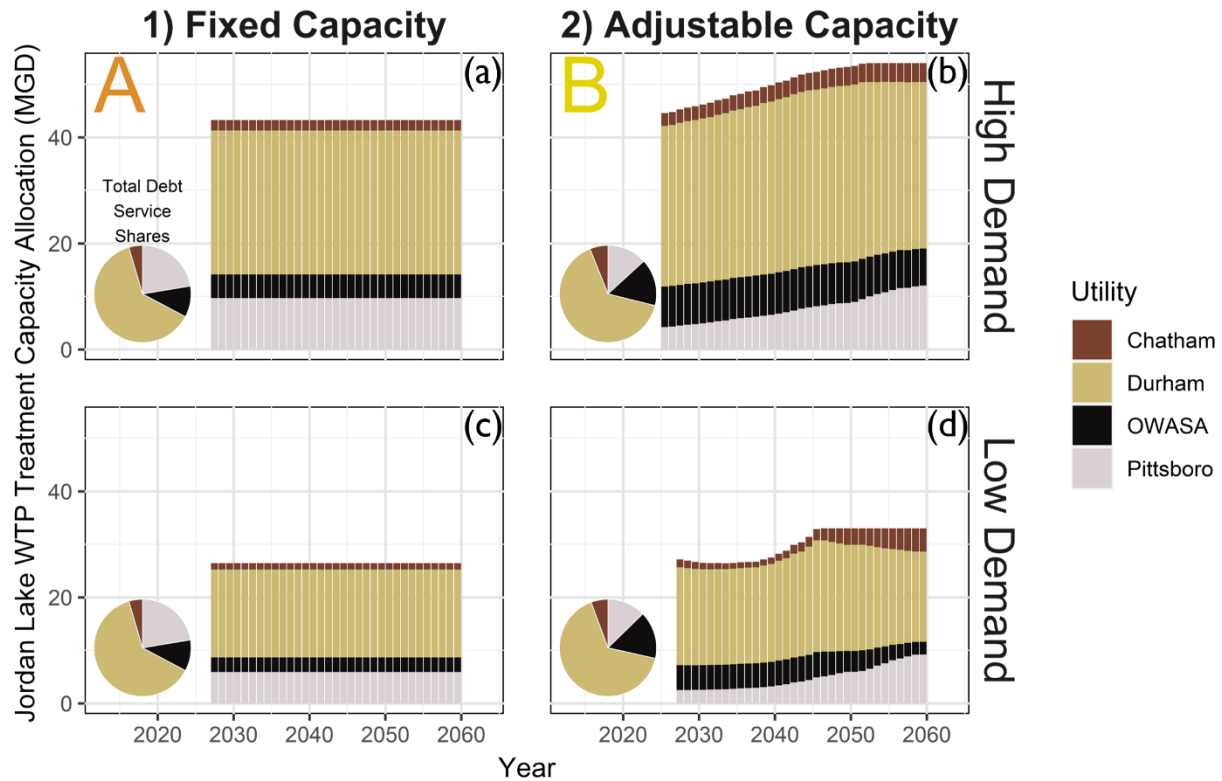 1) Fixed Capacity
2) Adjustable Capacity
Jordan Lake WTP Treatment Capacity Allocation (MGD)
A
(a)
B
(b)
High Demand
40
20
0
Total Debt
Service
Shares
(c)
(d)
Low Demand
40
20
0
2020 2030 2040 2050 2060
2020 2030 2040 2050 2060
Year
Utility
Chatham
Durham
OWASA
Pittsboro